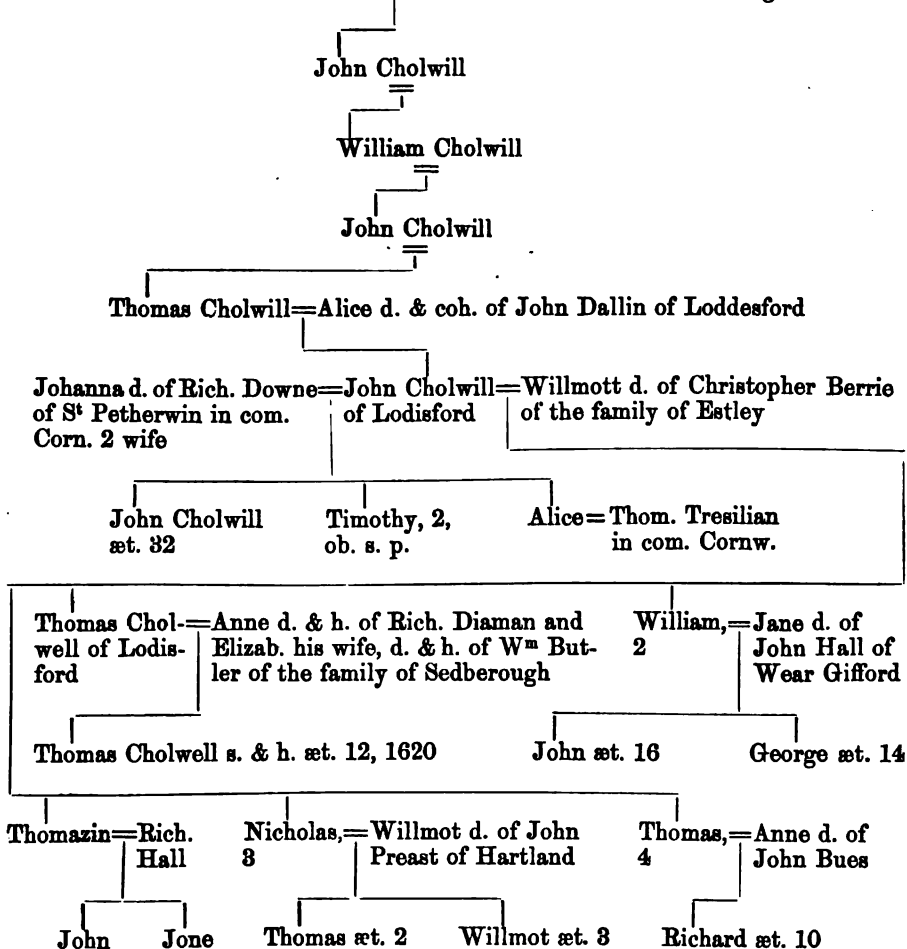 John Cholwill
William Cholwill
John Cholwill
Thomas Cholwill=Alice d. & coh. of John Dallin of Loddesford
Johanna d. of Rich. Downe=John Cholwill=Willmott d. of Christopher Berrie
of Sᵗ Petherwin in com. of Lodisford of the family of Estley
Corn. 2 wife
John Cholwill Timothy, 2, Alice=Thom. Tresilian
æt. 32 ob. s. p. in com. Cornw.
Thomas Chol-=Anne d. & h. of Rich. Diaman and William,=Jane d. of
well of Lodis- Elizab. his wife, d. & h. of Wᵐ But- 2 John Hall of
ford ler of the family of Sedberough Wear Gifford
Thomas Cholwell s. & h. æt. 12, 1620 John æt. 16 George æt. 14
Thomazin=Rich. Nicholas,=Willmot d. of John Thomas,=Anne d. of
Hall 3 Preast of Hartland 4 John Bues
John Jone Thomas æt. 2 Willmot æt. 3 Richard æt. 10